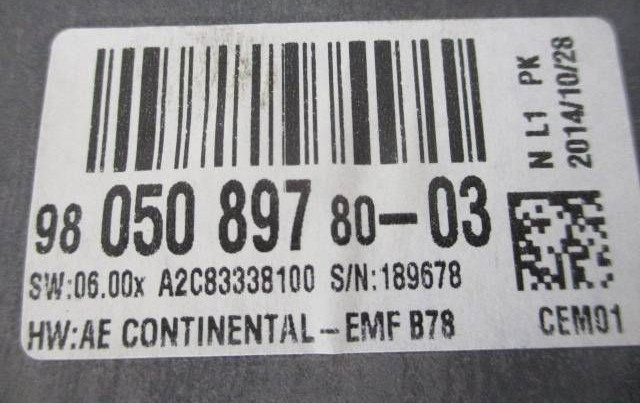 98 050 897 80-03
SW:06.00x A2C83338100 S/N:189678
HW:AE CONTINENTAL-EMF B78
N L1 PK
2014/10/28
CEM01